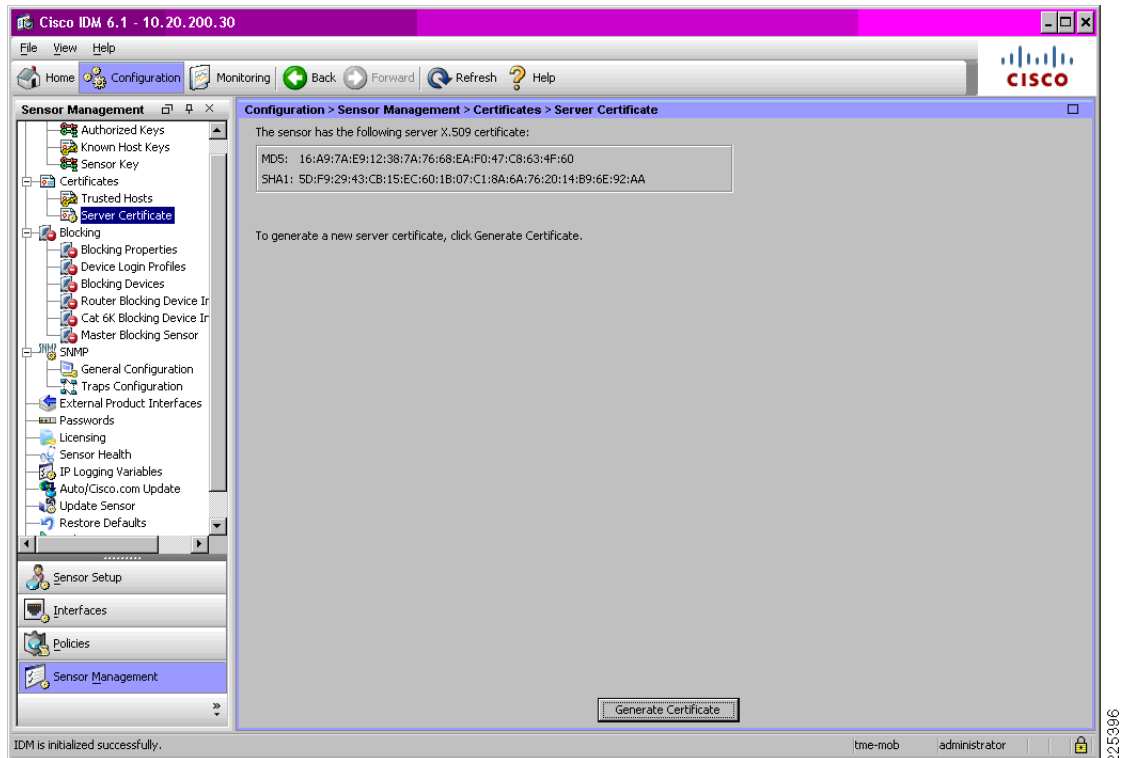 Cisco IDM 6.1 - 10.20.200.30
File View Help
Home Configuration Monitoring Back Forward Refresh Help
CISCO
Sensor Management
Authorized Keys
Known Host Keys
Sensor Key
Certificates
Trusted Hosts
Server Certificate
Blocking
Blocking Properties
Device Login Profiles
Blocking Devices
Router Blocking Device Ir
Cat 6K Blocking Device Ir
Master Blocking Sensor
SNMP
General Configuration
Traps Configuration
External Product Interfaces
Passwords
Licensing
Sensor Health
IP Logging Variables
Auto/Cisco.com Update
Update Sensor
Restore Defaults
Sensor Setup
Interfaces
Policies
Sensor Management
Configuration > Sensor Management > Certificates > Server Certificate
The sensor has the following server X.509 certificate:
MD5: 16:A9:7A:E9:12:38:7A:76:68:EA:F0:47:C8:63:4F:60
SHA1: 5D:F9:29:43:CB:15:EC:60:1B:07:C1:8A:6A:76:20:14:B9:6E:92:AA
To generate a new server certificate, click Generate Certificate.
Generate Certificate
IDM is initialized successfully.
tme-mob administrator
225396